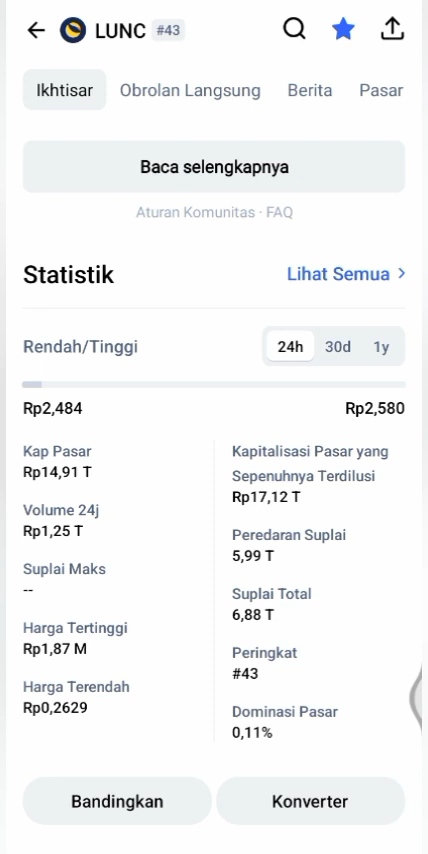 LUNC #43
Ikhtisar Obrolan Langsung Berita Pasar
Baca selengkapnya
Aturan Komunitas · FAQ
Statistik Lihat Semua >
Rendah/Tinggi 24h 30d 1y
Rp2,484 Rp2,580
Kap Pasar
Rp14,91 T
Volume 24j
Rp1,25 T
Suplai Maks
--
Harga Tertinggi
Rp1,87 M
Harga Terendah
Rp0,2629
Kapitalisasi Pasar yang
Sepenuhnya Terdilusi
Rp17,12 T
Peredaran Suplai
5,99 T
Suplai Total
6,88 T
Peringkat
#43
Dominasi Pasar
0,11%
Bandingkan Konverter